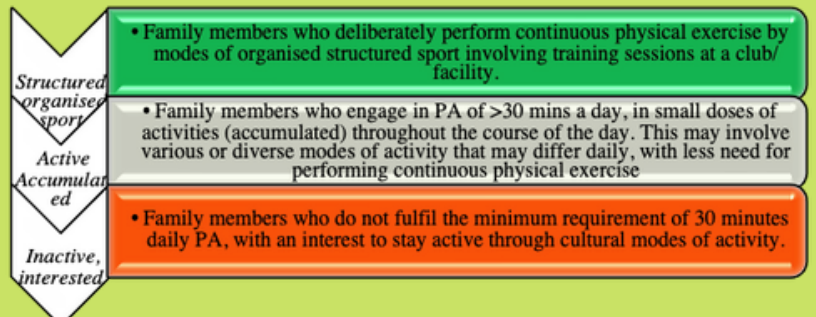 Structured
organised
sport
• Family members who deliberately perform continuous physical exercise by
modes of organised structured sport involving training sessions at a club/
facility.
Active
Accumulat
ed
• Family members who engage in PA of >30 mins a day, in small doses of
activities (accumulated) throughout the course of the day. This may involve
various or diverse modes of activity that may differ daily, with less need for
performing continuous physical exercise
Inactive,
interested
• Family members who do not fulfil the minimum requirement of 30 minutes
daily PA, with an interest to stay active through cultural modes of activity.